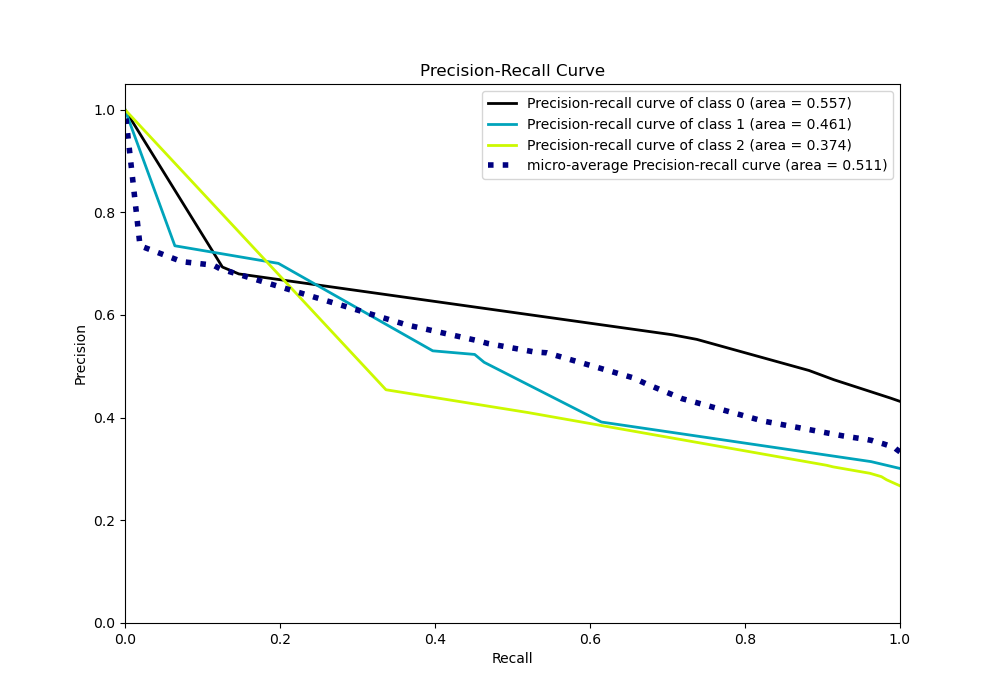 Precision-Recall Curve
Precision-recall curve of class 0 (area = 0.557)
Precision-recall curve of class 1 (area = 0.461)
Precision-recall curve of class 2 (area = 0.374)
micro-average Precision-recall curve (area = 0.511)
1.0
0.8
0.6
0.4
0.2
0.0
Precision
0.0 0.2 0.4 0.6 0.8 1.0
Recall